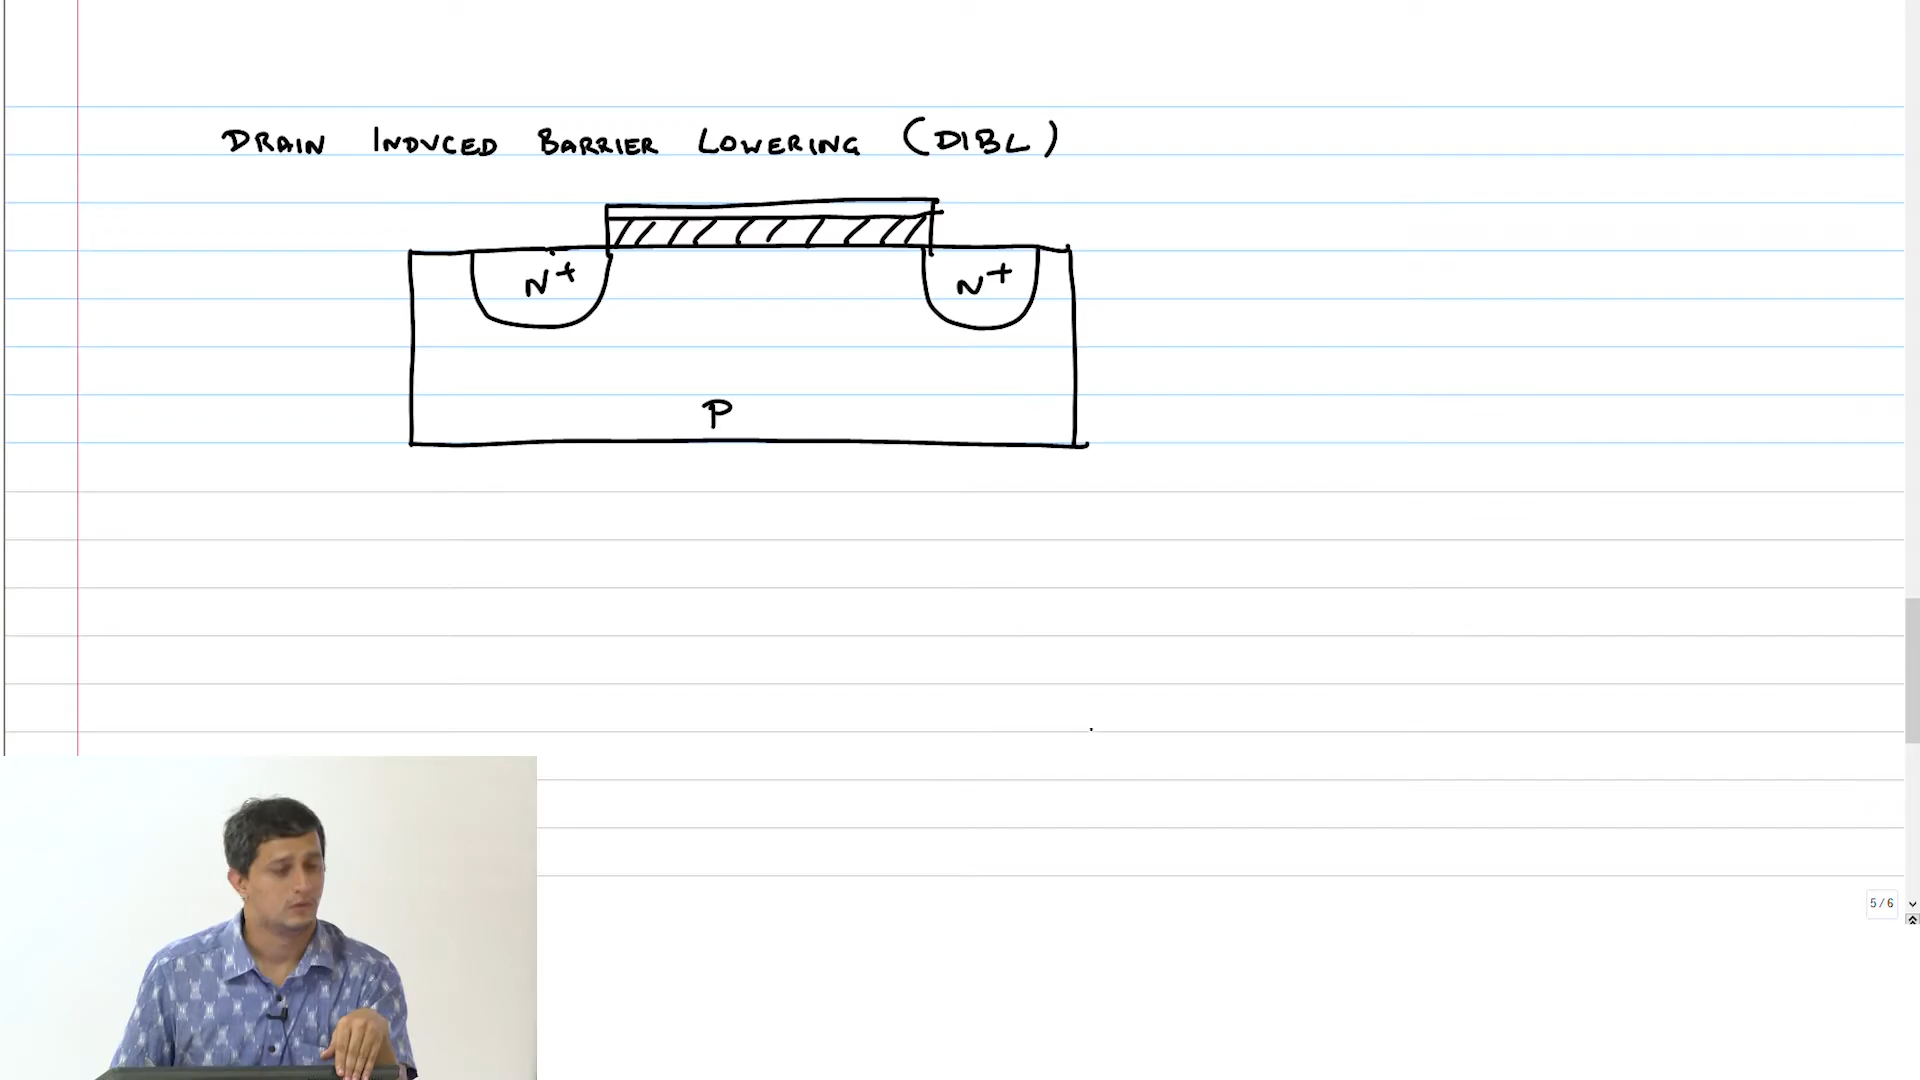 DRAIN INDUCED BARRIER LOWERING (DIBL)
N+ N+
P
5/6